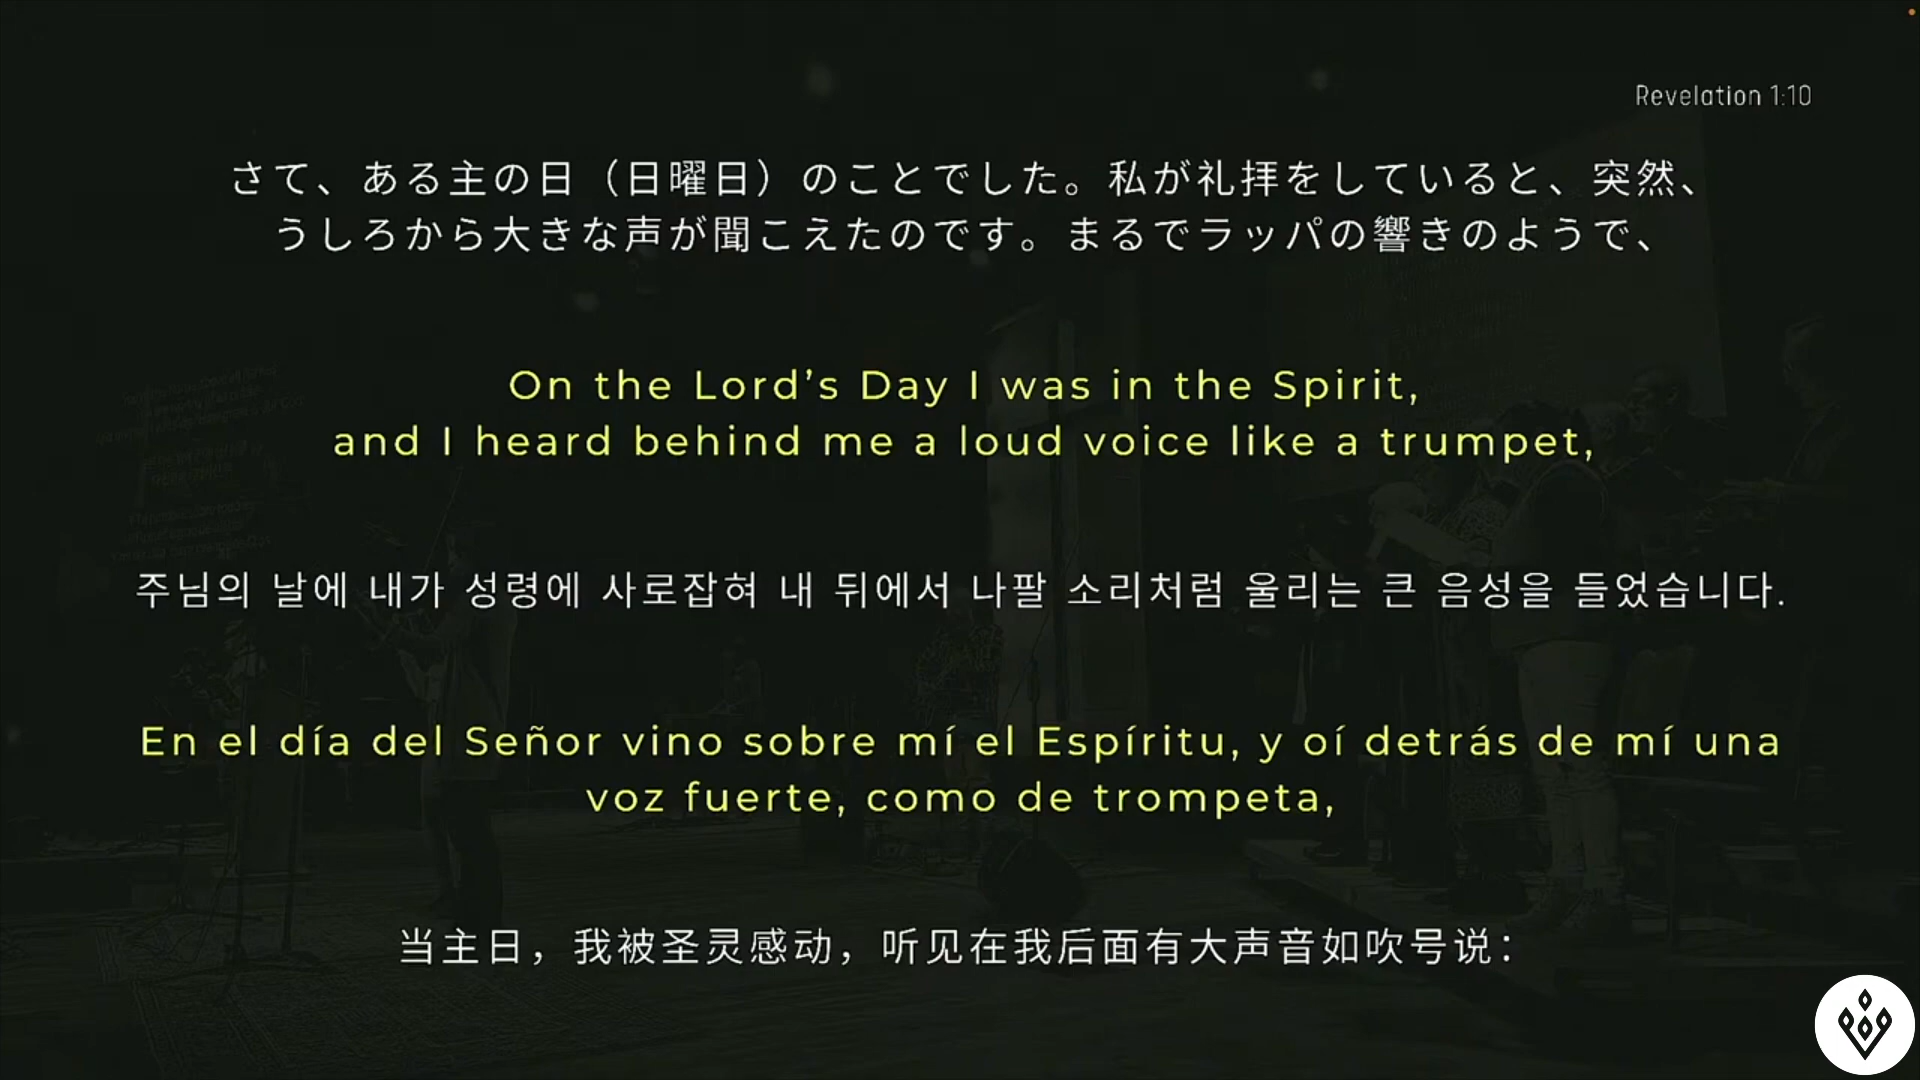 Revelation 1:10
さて、ある主の日（日曜日）のことでした。私が礼拝をしていると、突然、
うしろから大きな声が聞こえたのです。まるでラッパの響きのようで、
On the Lord’s Day I was in the Spirit,
and I heard behind me a loud voice like a trumpet,
주님의 날에 내가 성령에 사로잡혀 내 뒤에서 나팔 소리처럼 울리는 큰 음성을 들었습니다.
En el día del Señor vino sobre mí el Espíritu, y oí detrás de mí una
voz fuerte, como de trompeta,
当主日，我被圣灵感动，听见在我后面有大声音如吹号说：